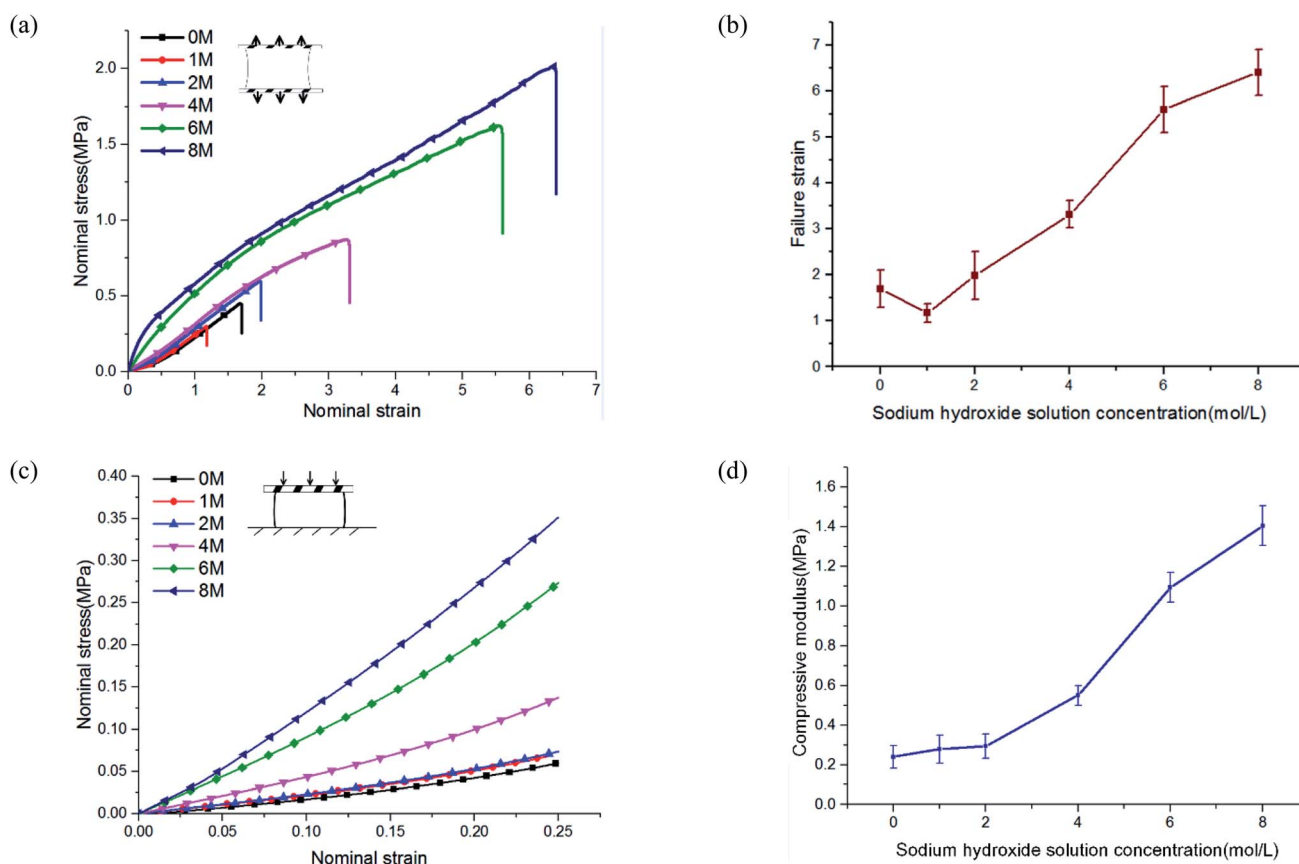 (a)
0M
1M
2M
4M
6M
8M
2.0
1.5
1.0
0.5
0.0
Nominal stress(MPa)
0 1 2 3 4 5 6 7
Nominal strain
(b)
7
6
5
4
3
2
1
0
Failure strain
0 2 4 6 8
Sodium hydroxide solution concentration(mol/L)
(c)
0M
1M
2M
4M
6M
8M
0.40
0.35
0.30
0.25
0.20
0.15
0.10
0.05
0.00
Nominal stress(MPa)
0.00 0.05 0.10 0.15 0.20 0.25
Nominal strain
(d)
1.6
1.4
1.2
1.0
0.8
0.6
0.4
0.2
0.0
Compressive modulus(MPa)
0 2 4 6 8
Sodium hydroxide solution concentration(mol/L)